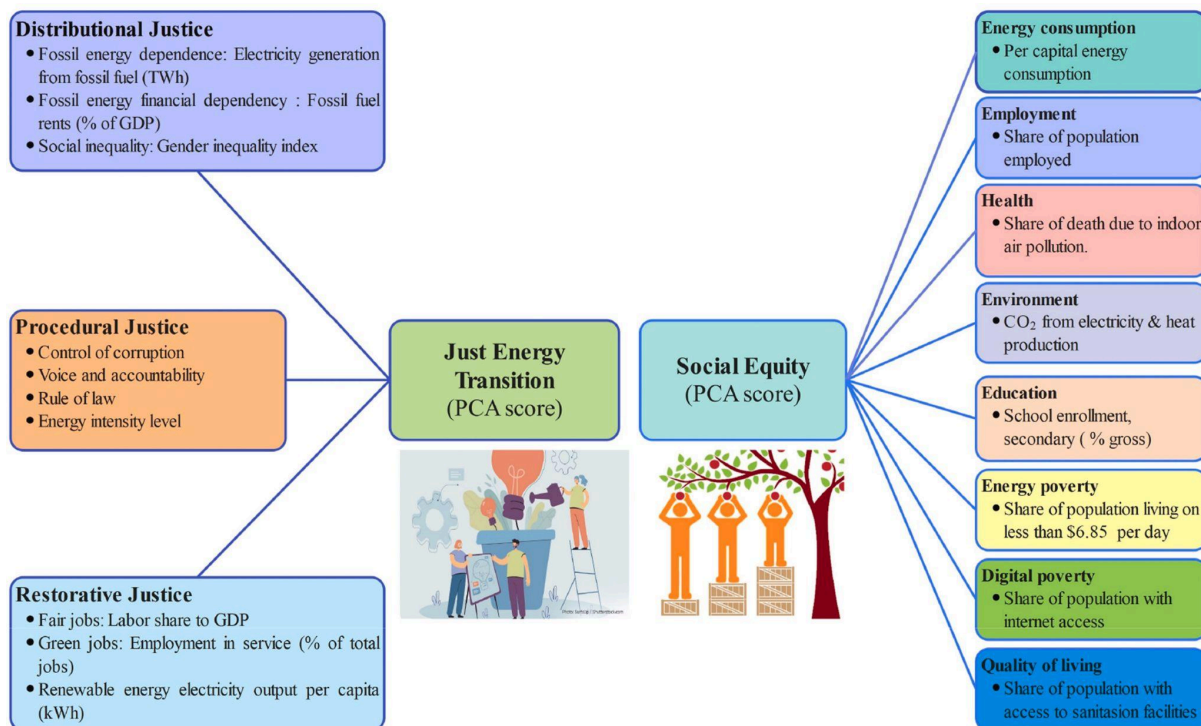 Distributional Justice
• Fossil energy dependence: Electricity generation
from fossil fuel (TWh)
• Fossil energy financial dependency : Fossil fuel
rents (% of GDP)
• Social inequality: Gender inequality index
Procedural Justice
• Control of corruption
• Voice and accountability
• Rule of law
• Energy intensity level
Restorative Justice
• Fair jobs: Labor share to GDP
• Green jobs: Employment in service (% of total
jobs)
• Renewable energy electricity output per capita
(kWh)
Just Energy
Transition
(PCA score)
Social Equity
(PCA score)
Energy consumption
• Per capital energy
consumption
Employment
• Share of population
employed
Health
• Share of death due to indoor
air pollution.
Environment
• CO₂ from electricity & heat
production
Education
• School enrollment,
secondary ( % gross)
Energy poverty
• Share of population living on
less than $6.85 per day
Digital poverty
• Share of population with
internet access
Quality of living
• Share of population with
access to sanitasion facilities